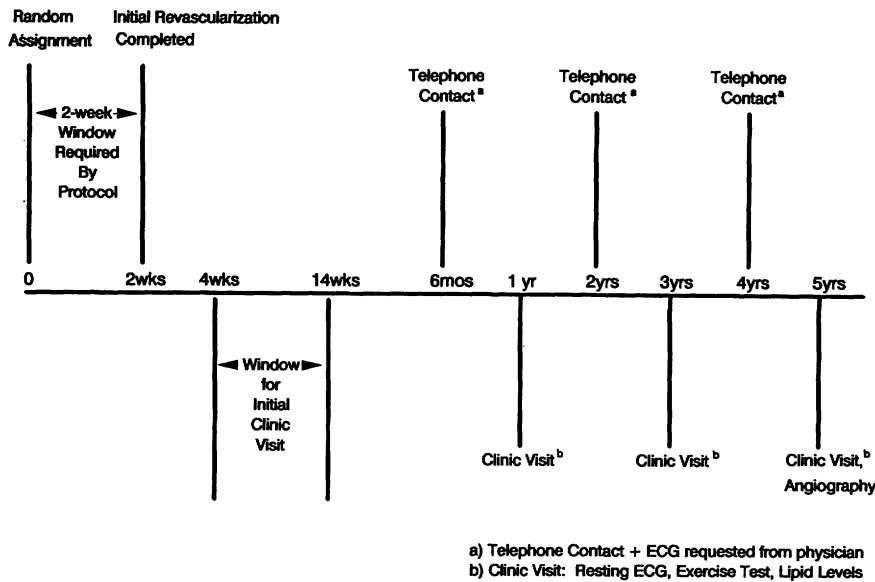 Random
Assignment
Initial Revascularization
Completed
Telephone
Contact a
Telephone
Contact a
Telephone
Contact a
2-week
Window
Required
By
Protocol
0
2wks
4wks
14wks
6mos
1 yr
2yrs
3yrs
4yrs
5yrs
Window
for
Initial
Clinic
Visit
Clinic Visit b
Clinic Visit b
Clinic Visit, b
Angiography
a) Telephone Contact + ECG requested from physician
b) Clinic Visit: Resting ECG, Exercise Test, Lipid Levels